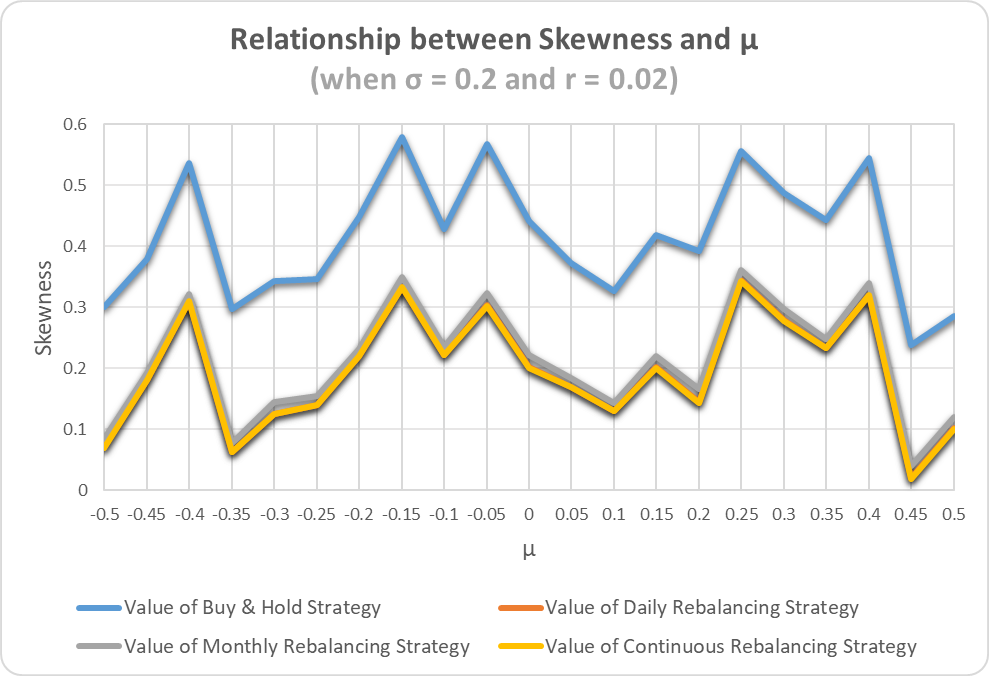 Relationship between Skewness and μ
(when σ = 0.2 and r = 0.02)
0.6
0.5
0.4
0.3
0.2
0.1
0
Skewness
-0.5 -0.45 -0.4 -0.35 -0.3 -0.25 -0.2 -0.15 -0.1 -0.05 0 0.05 0.1 0.15 0.2 0.25 0.3 0.35 0.4 0.45 0.5
μ
Value of Buy & Hold Strategy Value of Daily Rebalancing Strategy
Value of Monthly Rebalancing Strategy Value of Continuous Rebalancing Strategy